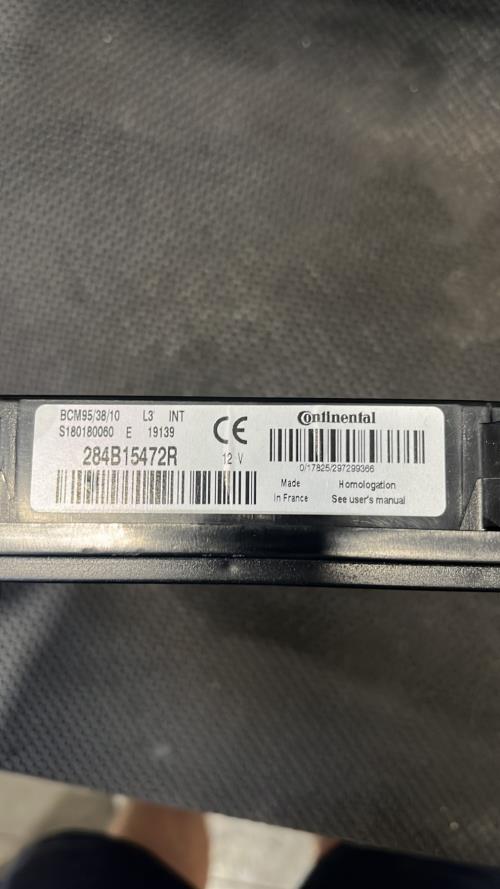 BCM95/38/10 L3 INT
S180180060 E 19139
284B15472R
CE
12 V
Continental
0/17825/297299366
Made Homologation
in France See user's manual